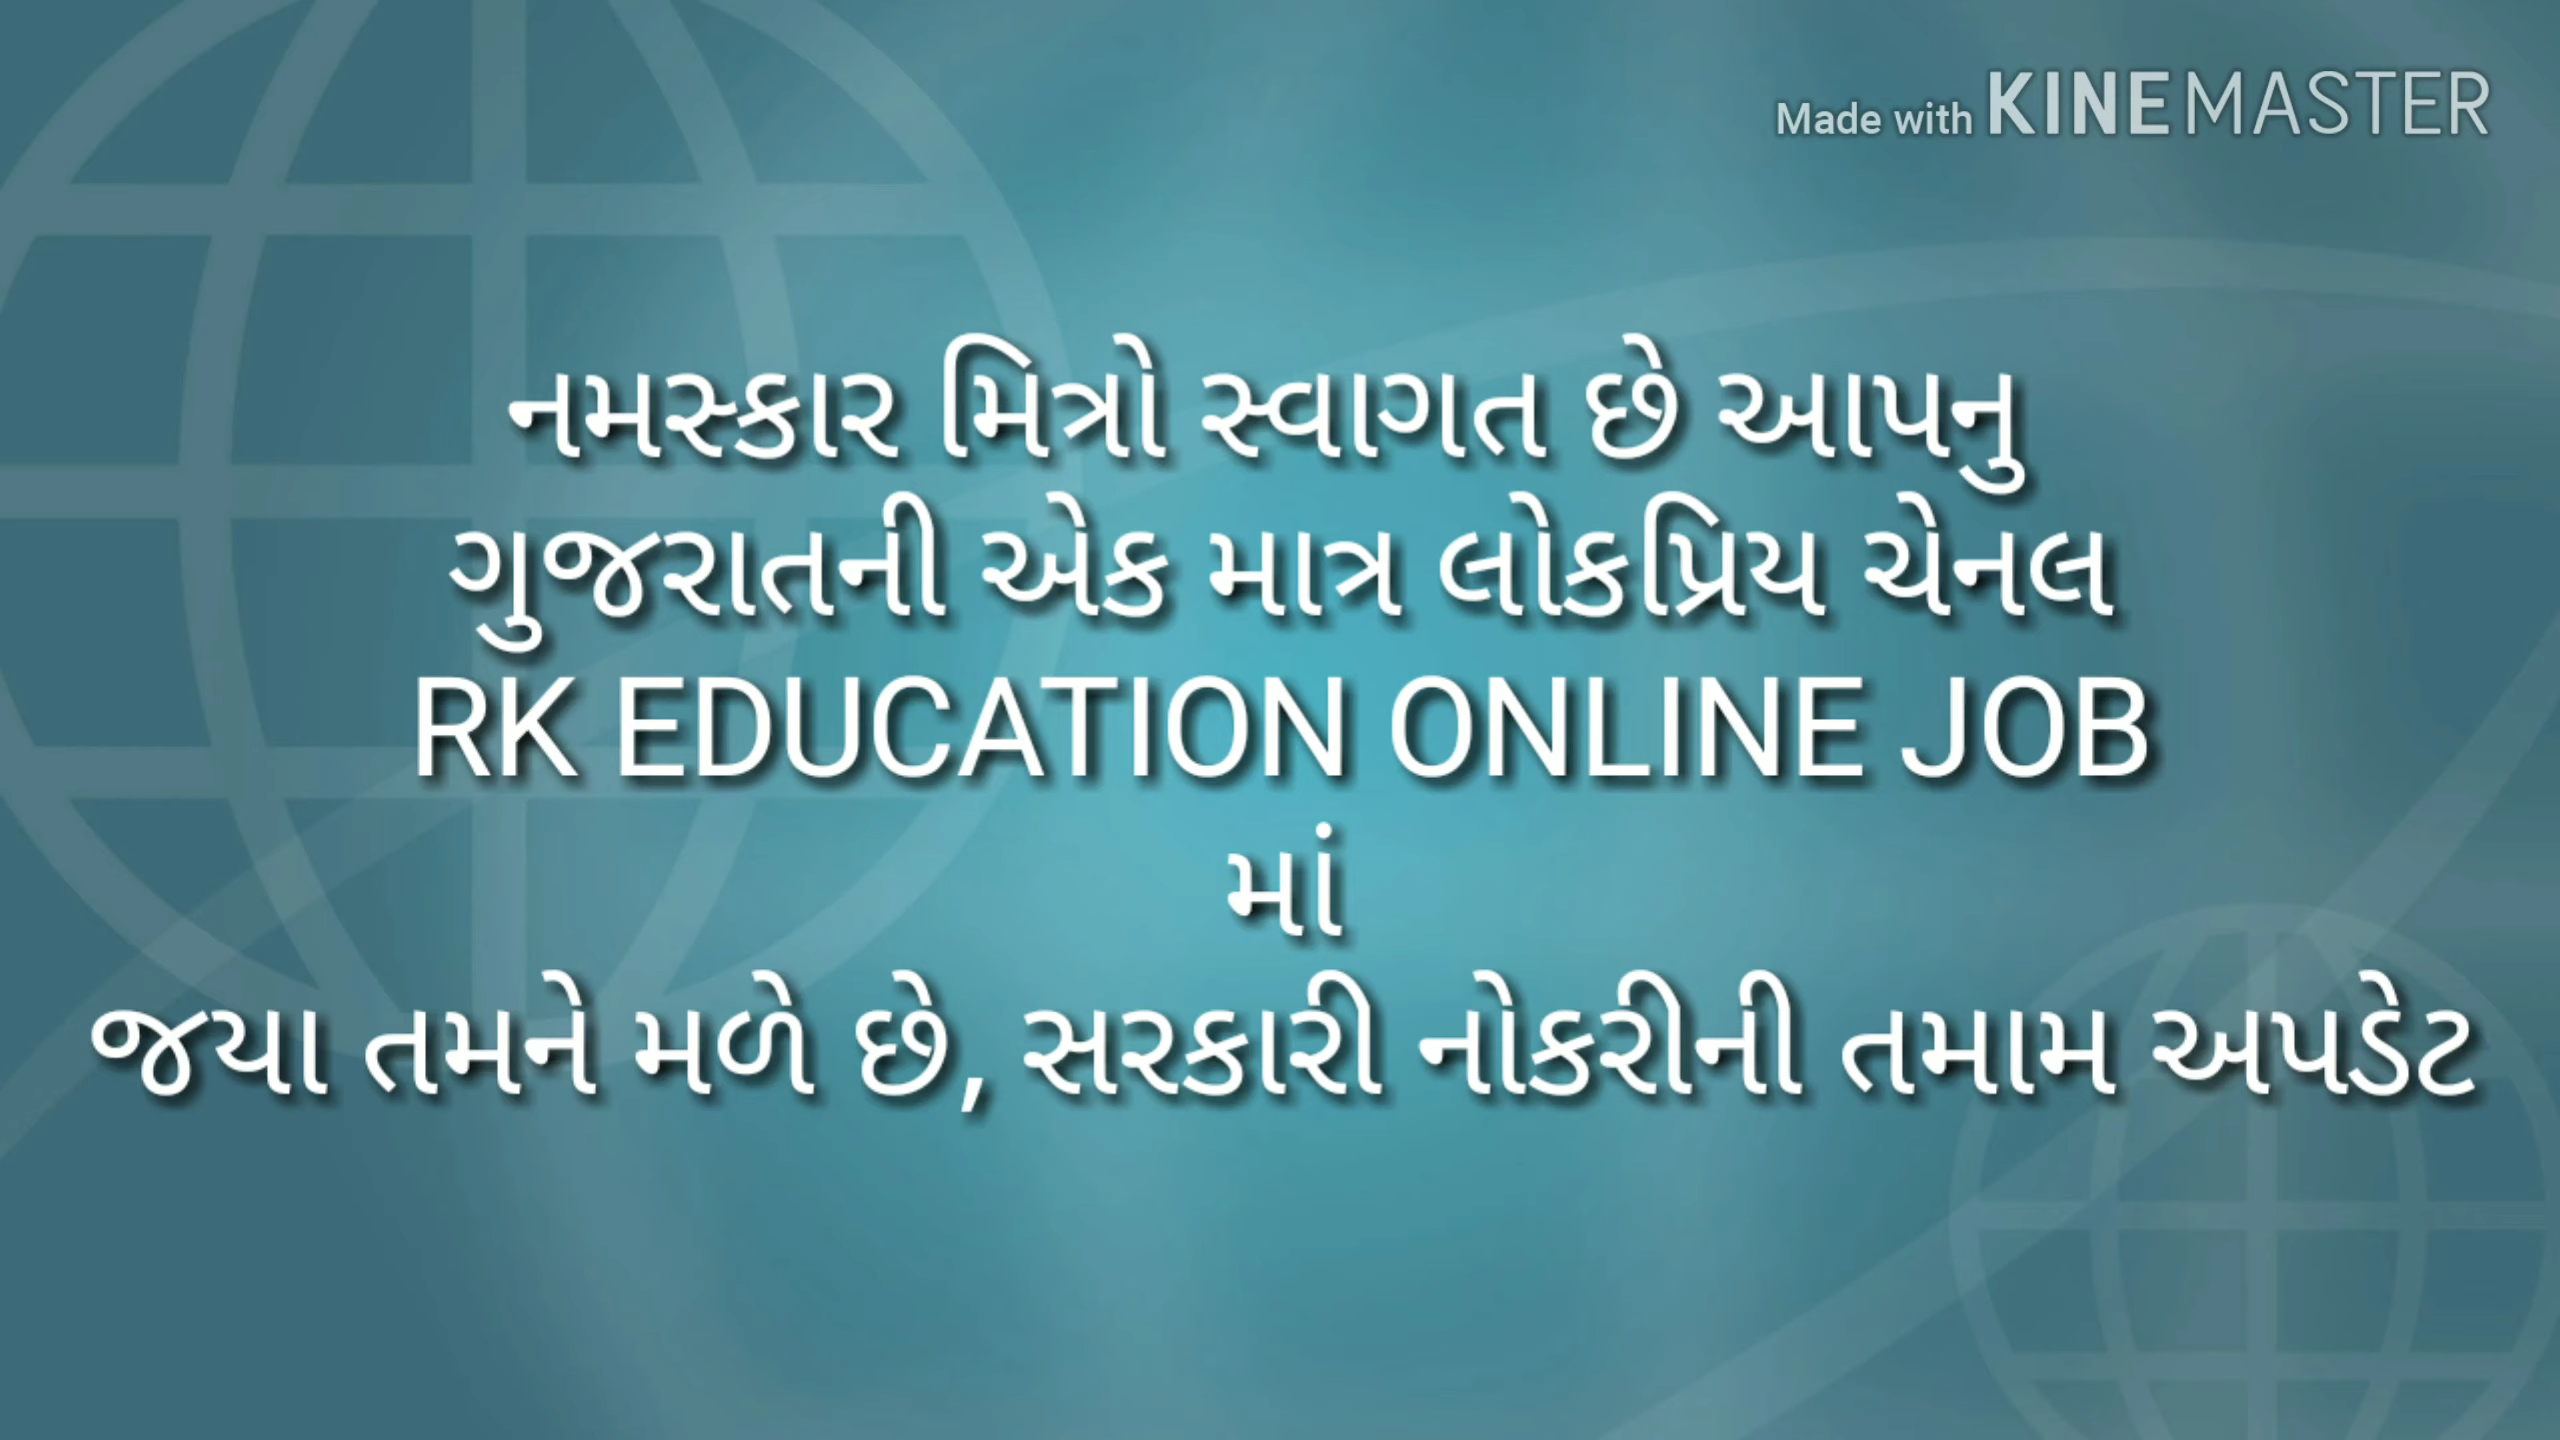 Made with KINEMASTER
નમસ્કાર મિત્રો સ્વાગત છે આપનુ
ગુજરાતની એક માત્ર લોકપ્રિય ચેનલ
RK EDUCATION ONLINE JOB
માં
જયા તમને મળે છે, સરકારી નોકરીની તમામ અપડેટ